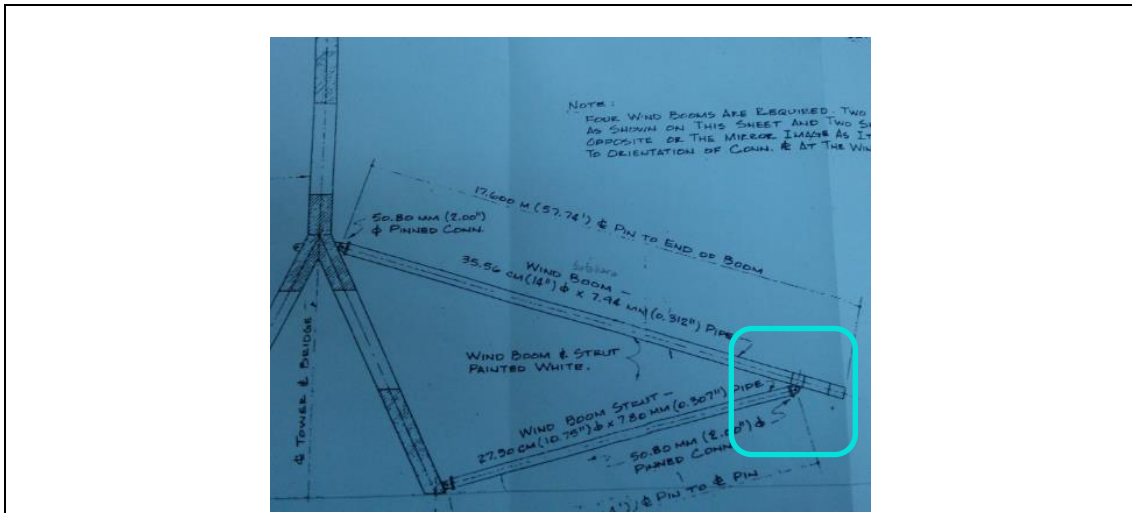 NOTE:
FOUR WIND BOOMS ARE REQUIRED. TWO
AS SHOWN ON THIS SHEET AND TWO
OPPOSITE OR THE MIRROR IMAGE AS
TO ORIENTATION OF CONN. ℄ AT THE
17.600 M (57.74') ℄ PIN TO END OF BOOM
50.80 MM (2.00")
ϕ PINNED CONN.
WIND BOOM –
35.56 CM (14") ϕ x 7.94 MM (0.312") PIPE
WIND BOOM & STRUT
PAINTED WHITE.
℄ TOWER & BRIDGE
WIND BOOM STRUT –
27.30 CM (10.75") ϕ x 7.80 MM (0.307") PIPE
50.80 MM (2.00") ϕ
PINNED CONN
℄ PIN TO ℄ PIN